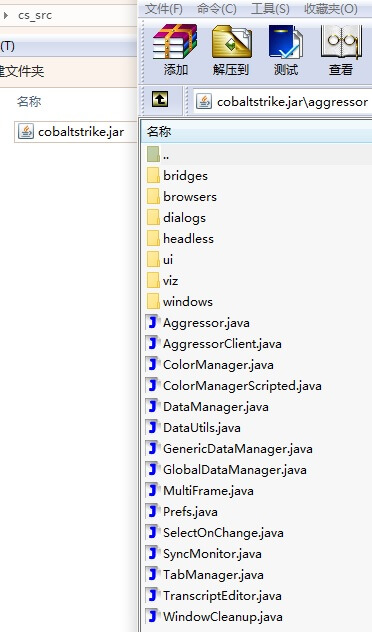 cs_src
(T)
建文件夹
名称
cobaltstrike.jar
文件(F) 命令(C) 工具(S) 收藏夹(O)
添加 解压到 测试 查看
cobaltstrike.jar\aggressor
名称
..
bridges
browsers
dialogs
headless
ui
viz
windows
Aggressor.java
AggressorClient.java
ColorManager.java
ColorManagerScripted.java
DataManager.java
DataUtils.java
GenericDataManager.java
GlobalDataManager.java
MultiFrame.java
Prefs.java
SelectOnChange.java
SyncMonitor.java
TabManager.java
TranscriptEditor.java
WindowCleanup.java